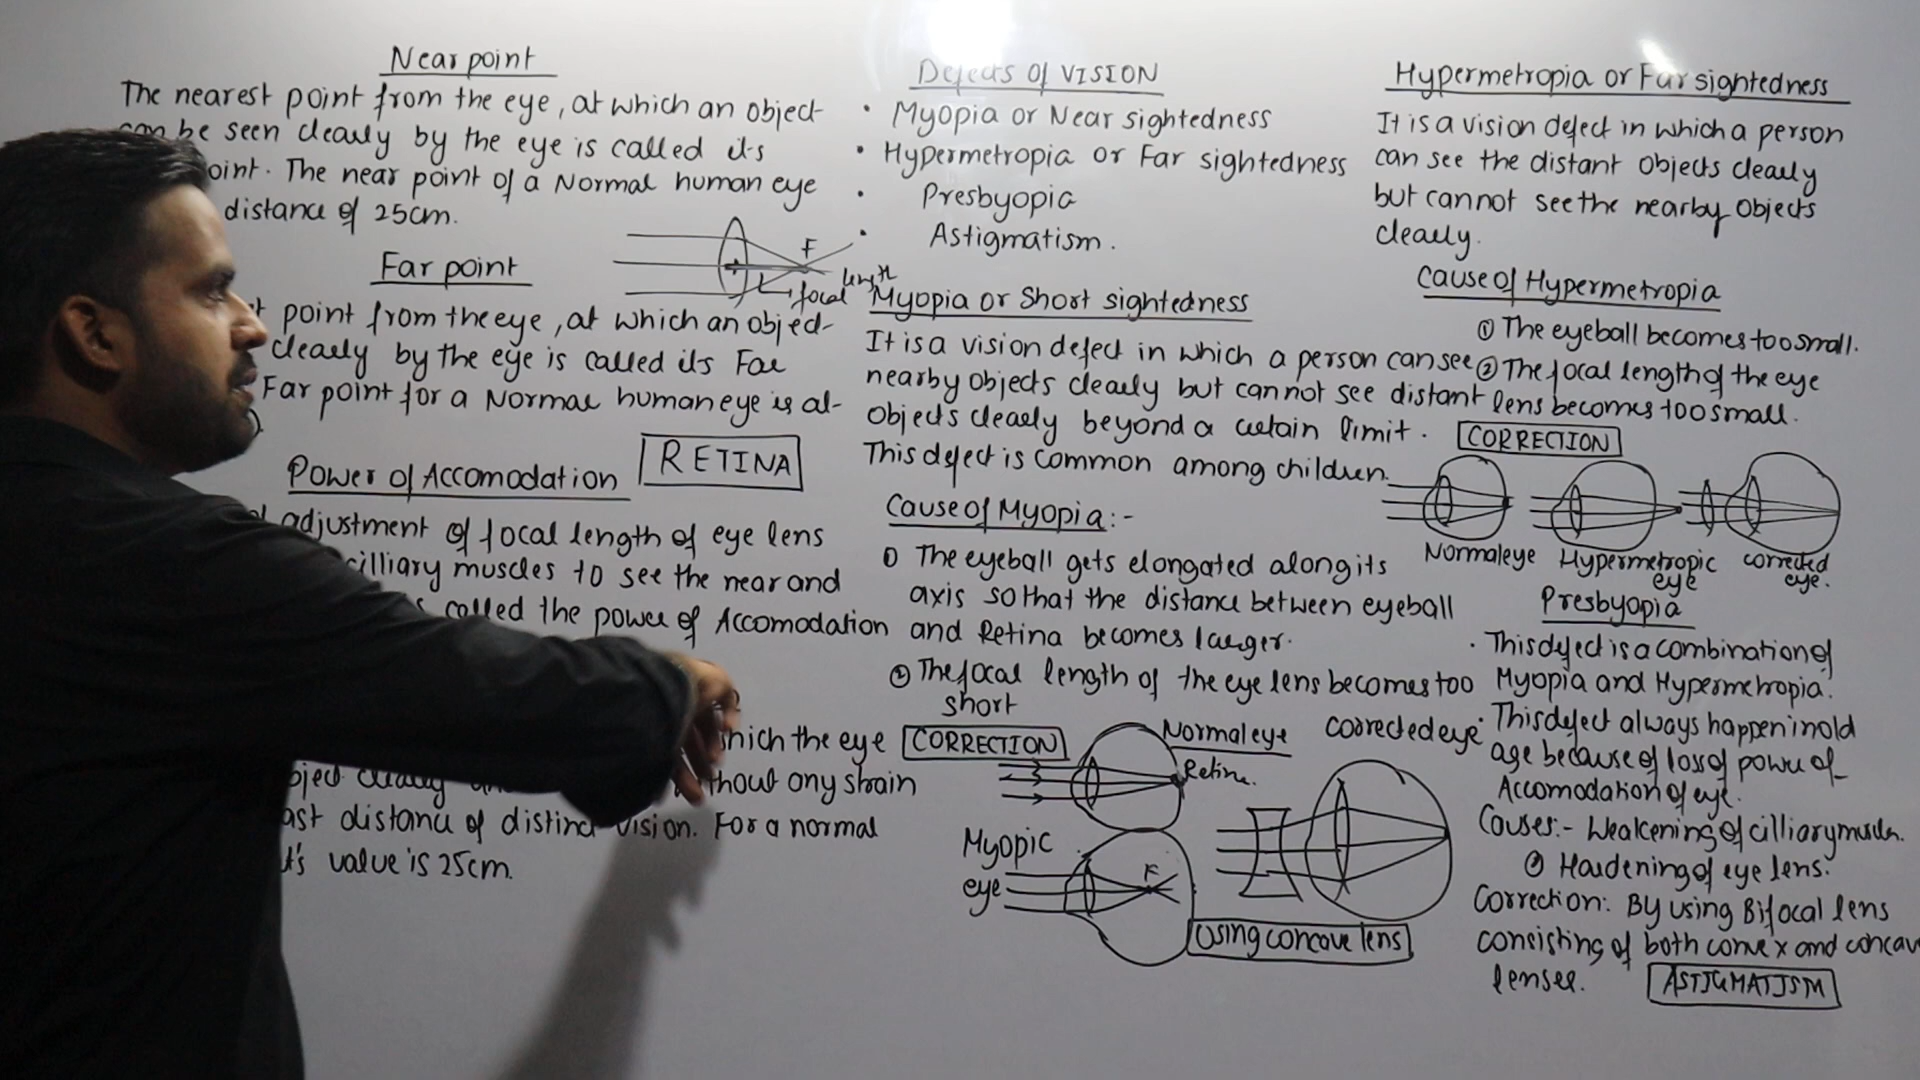 Near point
The nearest point from the eye, at which an object
can be seen clearly by the eye is called its
oint. The near point of a Normal human eye
distance of 25cm.
F
focal length
Far point
t point from the eye, at which an object
clearly by the eye is called its Far
Far point for a Normal human eye is at
RETINA
Power of Accomodation
adjustment of focal length of eye lens
cilliary muscles to see the near and
called the power of Accomodation
which the eye
bject clearly
thout any strain
ast distance of distinct vision. For a normal
t's value is 25cm.
Defects Of VISION
• Myopia or Near sightedness
• Hypermetropia or Far sightedness
• Presbyopia
• Astigmatism.
Myopia or Short sightedness
It is a vision defect in which a person can see
nearby objects clearly but cannot see distant
objects clearly beyond a certain limit.
This defect is common among children.
Cause of Myopia:-
① The eyeball gets elongated along its
axis so that the distance between eyeball
and Retina becomes larger.
② The focal length of the eye lens becomes too
short
CORRECTION
Normal eye
Retina.
corrected eye
Myopic
eye
F
Using concave lens
Hypermetropia or Far sightedness
It is a vision defect in which a person
can see the distant objects clearly
but cannot see the nearby objects
clearly.
Cause of Hypermetropia
① The eyeball becomes too small.
② The focal length of the eye
lens becomes too small.
CORRECTION
Normal eye
Hypermetropic
eye
corrected
eye.
Presbyopia
• This defect is a combination of
Myopia and Hypermetropia.
• This defect always happen in old
age because of loss of power of
Accomodation of eye.
Causes:- Weakening of cilliary muscles.
② Hardening of eye lens.
Correction: By using Bifocal lens
consisting of both convex and concav
lenses.
ASTIGMATISM